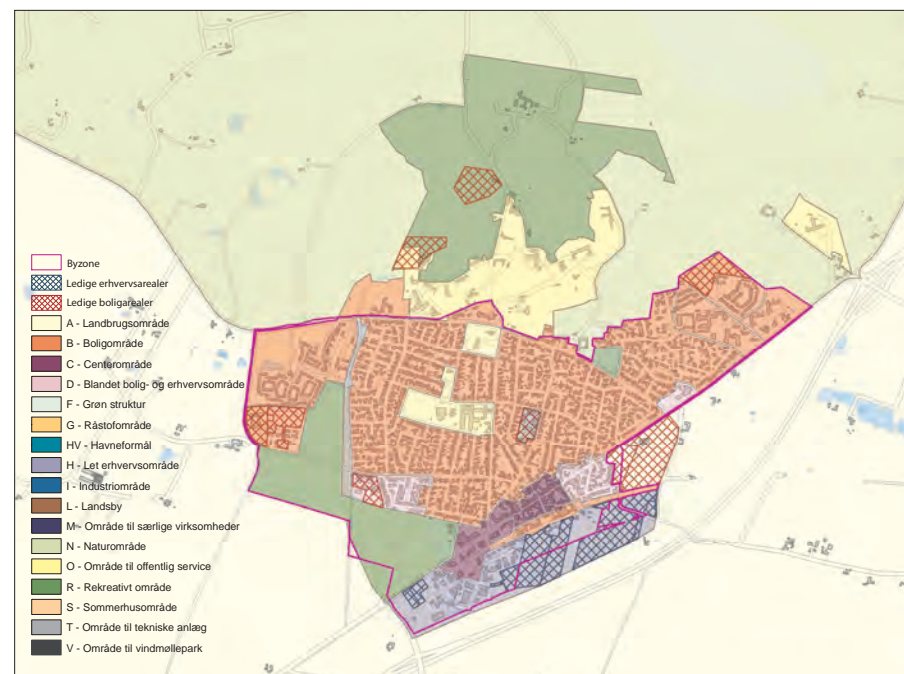 Byzone
Ledige erhvervsarealer
Ledige boligarealer
A - Landbrugsområde
B - Boligområde
C - Centerområde
D - Blandet bolig- og erhvervsområde
F - Grøn struktur
G - Råstofområde
HV - Havneformål
H - Let erhvervsområde
I - Industriområde
L - Landsby
M - Område til særlige virksomheder
N - Naturområde
O - Område til offentlig service
R - Rekreativt område
S - Sommerhusområde
T - Område til tekniske anlæg
V - Område til vindmøllepark